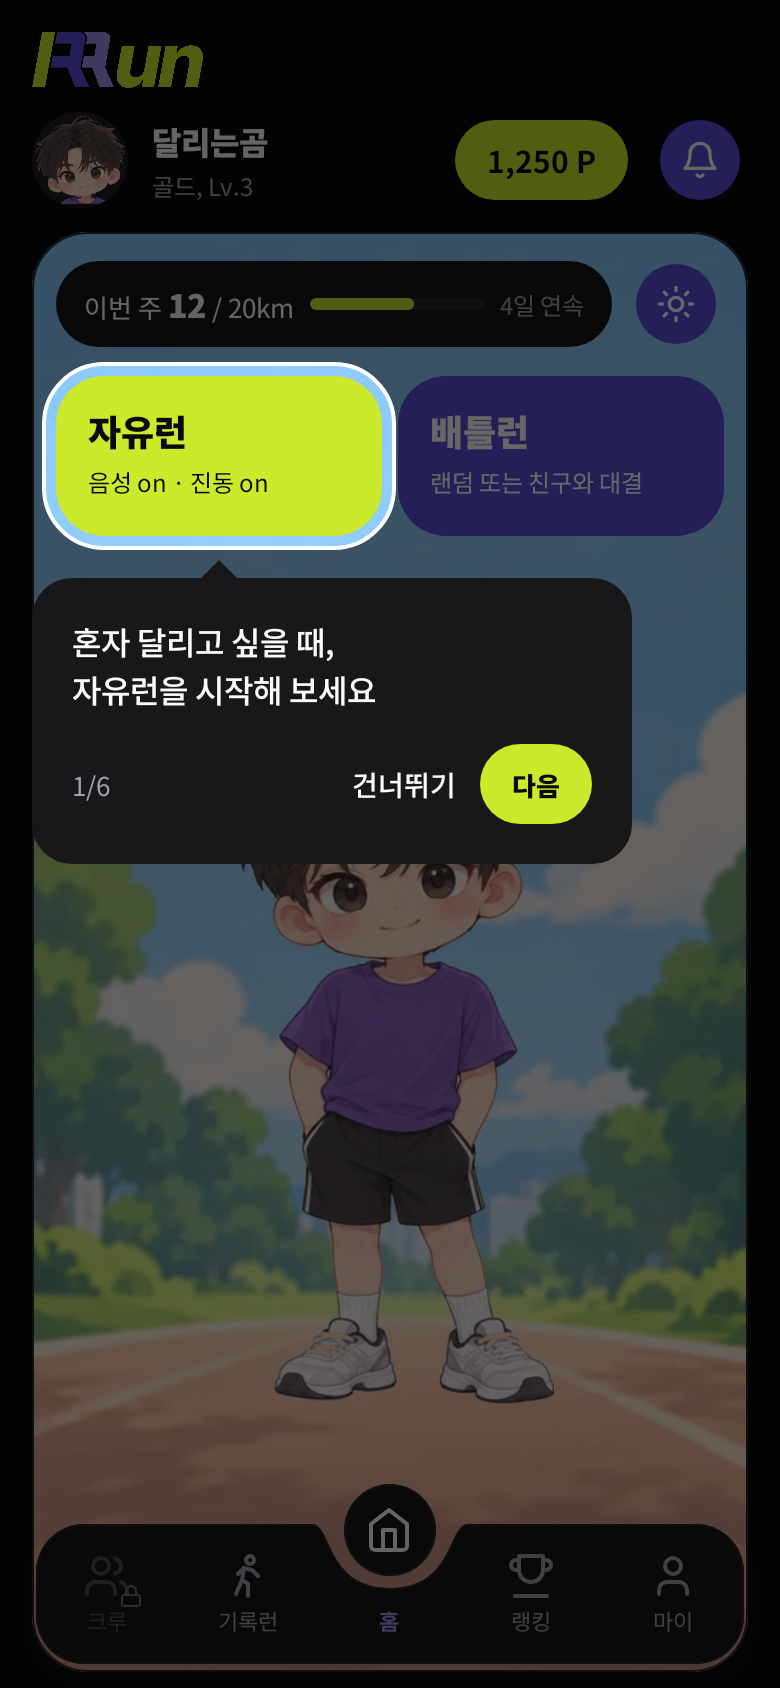 RRun
달리는곰
골드, Lv.3
1,250 P
이번 주 12 / 20km
4일 연속
자유런
음성 on · 진동 on
배틀런
랜덤 또는 친구와 대결
혼자 달리고 싶을 때,
자유런을 시작해 보세요
1/6
건너뛰기
다음
크루
기록런
홈
랭킹
마이